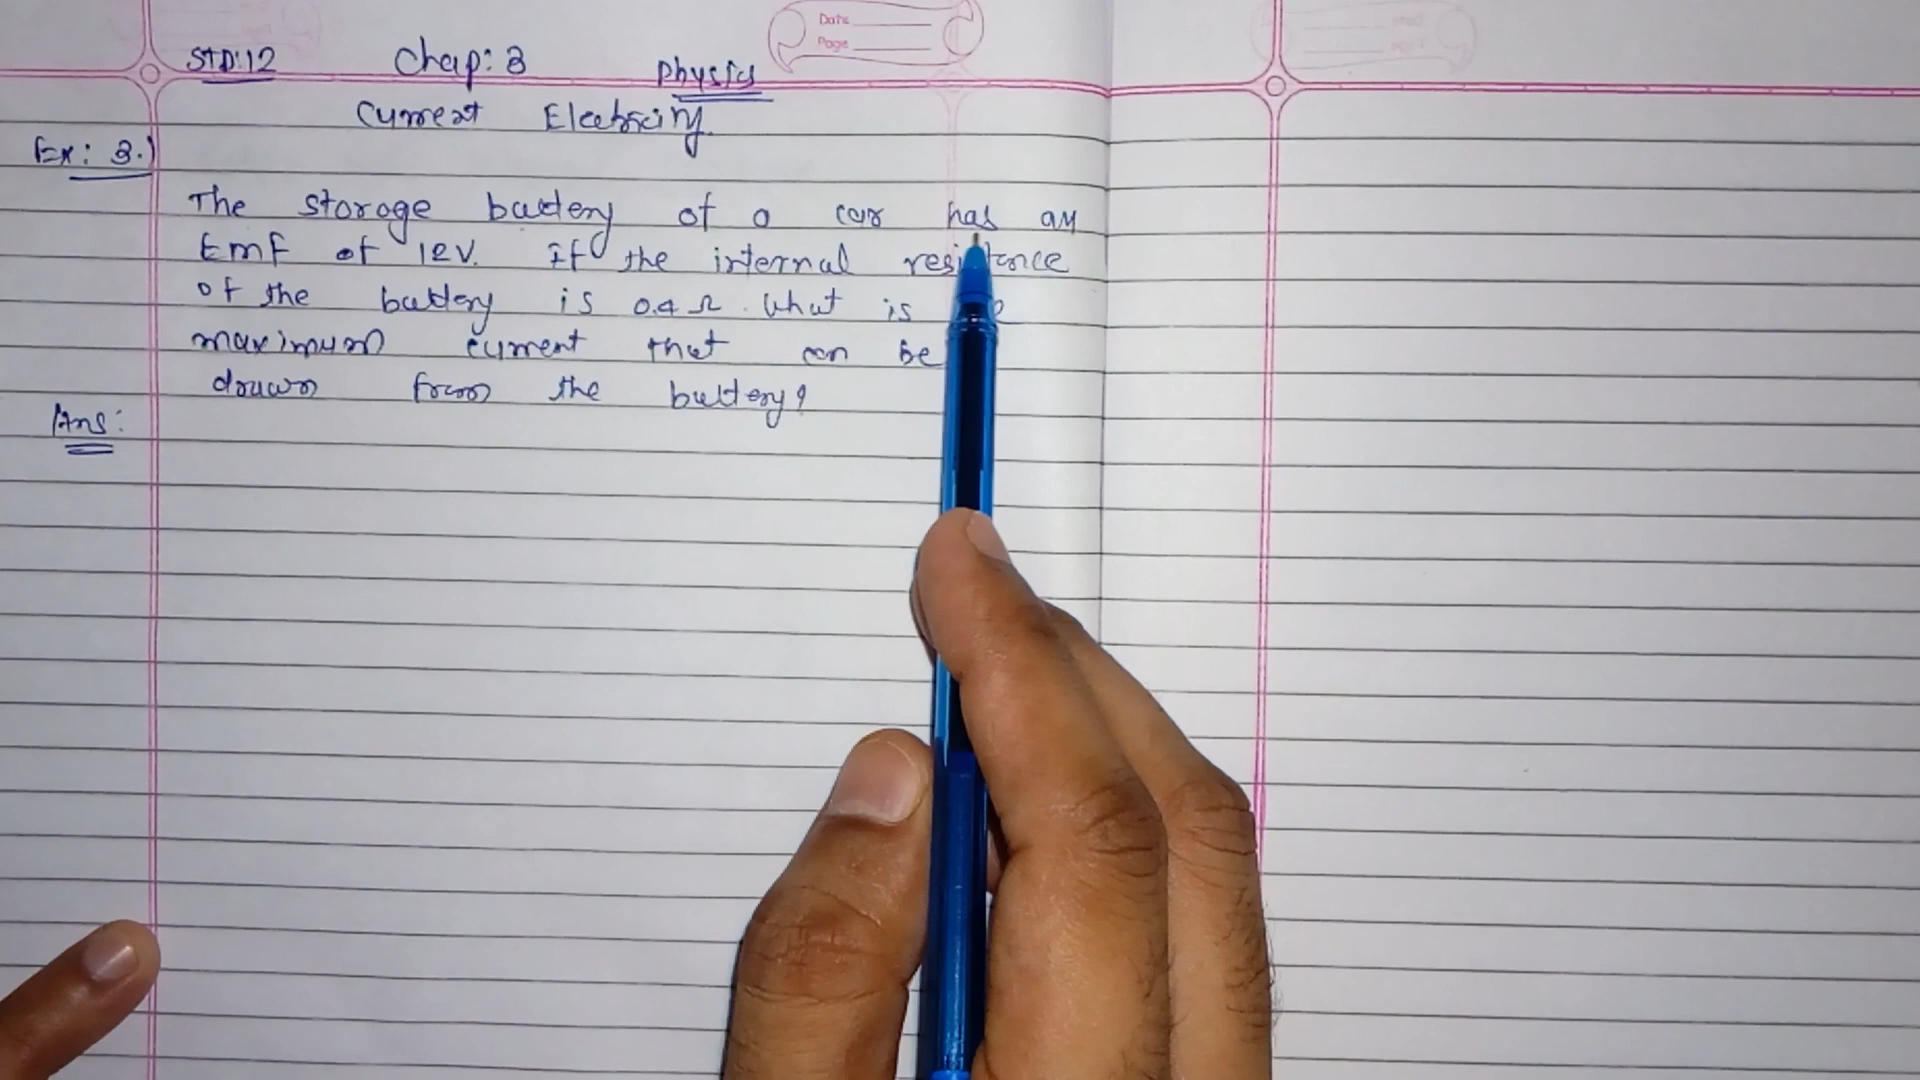 Date
Page
STD:12 Chap: 3 Physics
Current Electricity
Ex: 3.1
The storage battery of a car has an
Emf of 12V. If the internal resistance
of the battery is 0.4 Ω. What is
maximum current that can be
drawn from the battery?
Ans: